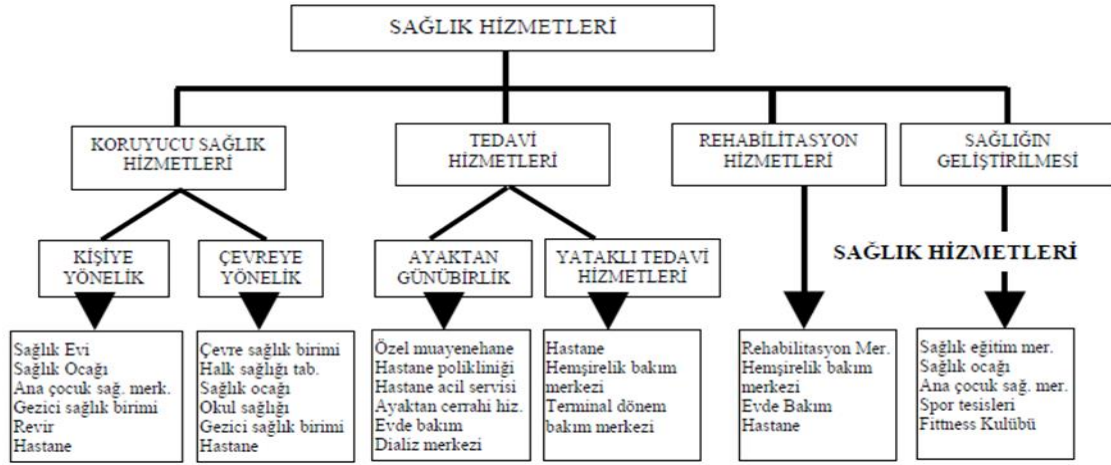 SAĞLIK HİZMETLERİ
KORUYUCU SAĞLIK
HİZMETLERİ
TEDAVİ
HİZMETLERİ
REHABİLITASYON
HİZMETLERİ
SAĞLIĞIN
GELİŞTİRİLMESİ
KİŞİYE
YÖNELİK
ÇEVREYE
YÖNELİK
AYAKTAN
GÜNÜBİRLİK
YATAKLI TEDAVİ
HİZMETLERİ
SAĞLIK HİZMETLERİ
Sağlık Evi
Sağlık Ocağı
Ana çocuk sağ. merk.
Gezici sağlık birimi
Revir
Hastane
Çevre sağlık birimi
Halk sağlığı tab.
Sağlık ocağı
Okul sağlığı
Gezici sağlık birimi
Hastane
Özel muayenehane
Hastane polikliniği
Hastane acil servisi
Ayaktan cerrahi hiz.
Evde bakım
Dializ merkezi
Hastane
Hemşirelik bakım
merkezi
Terminal dönem
bakım merkezi
Rehabilitasyon Mer.
Hemşirelik bakım
merkezi
Evde Bakım
Hastane
Sağlık eğitim mer.
Sağlık ocağı
Ana çocuk sağ. mer.
Spor tesisleri
Fittness Kulübü